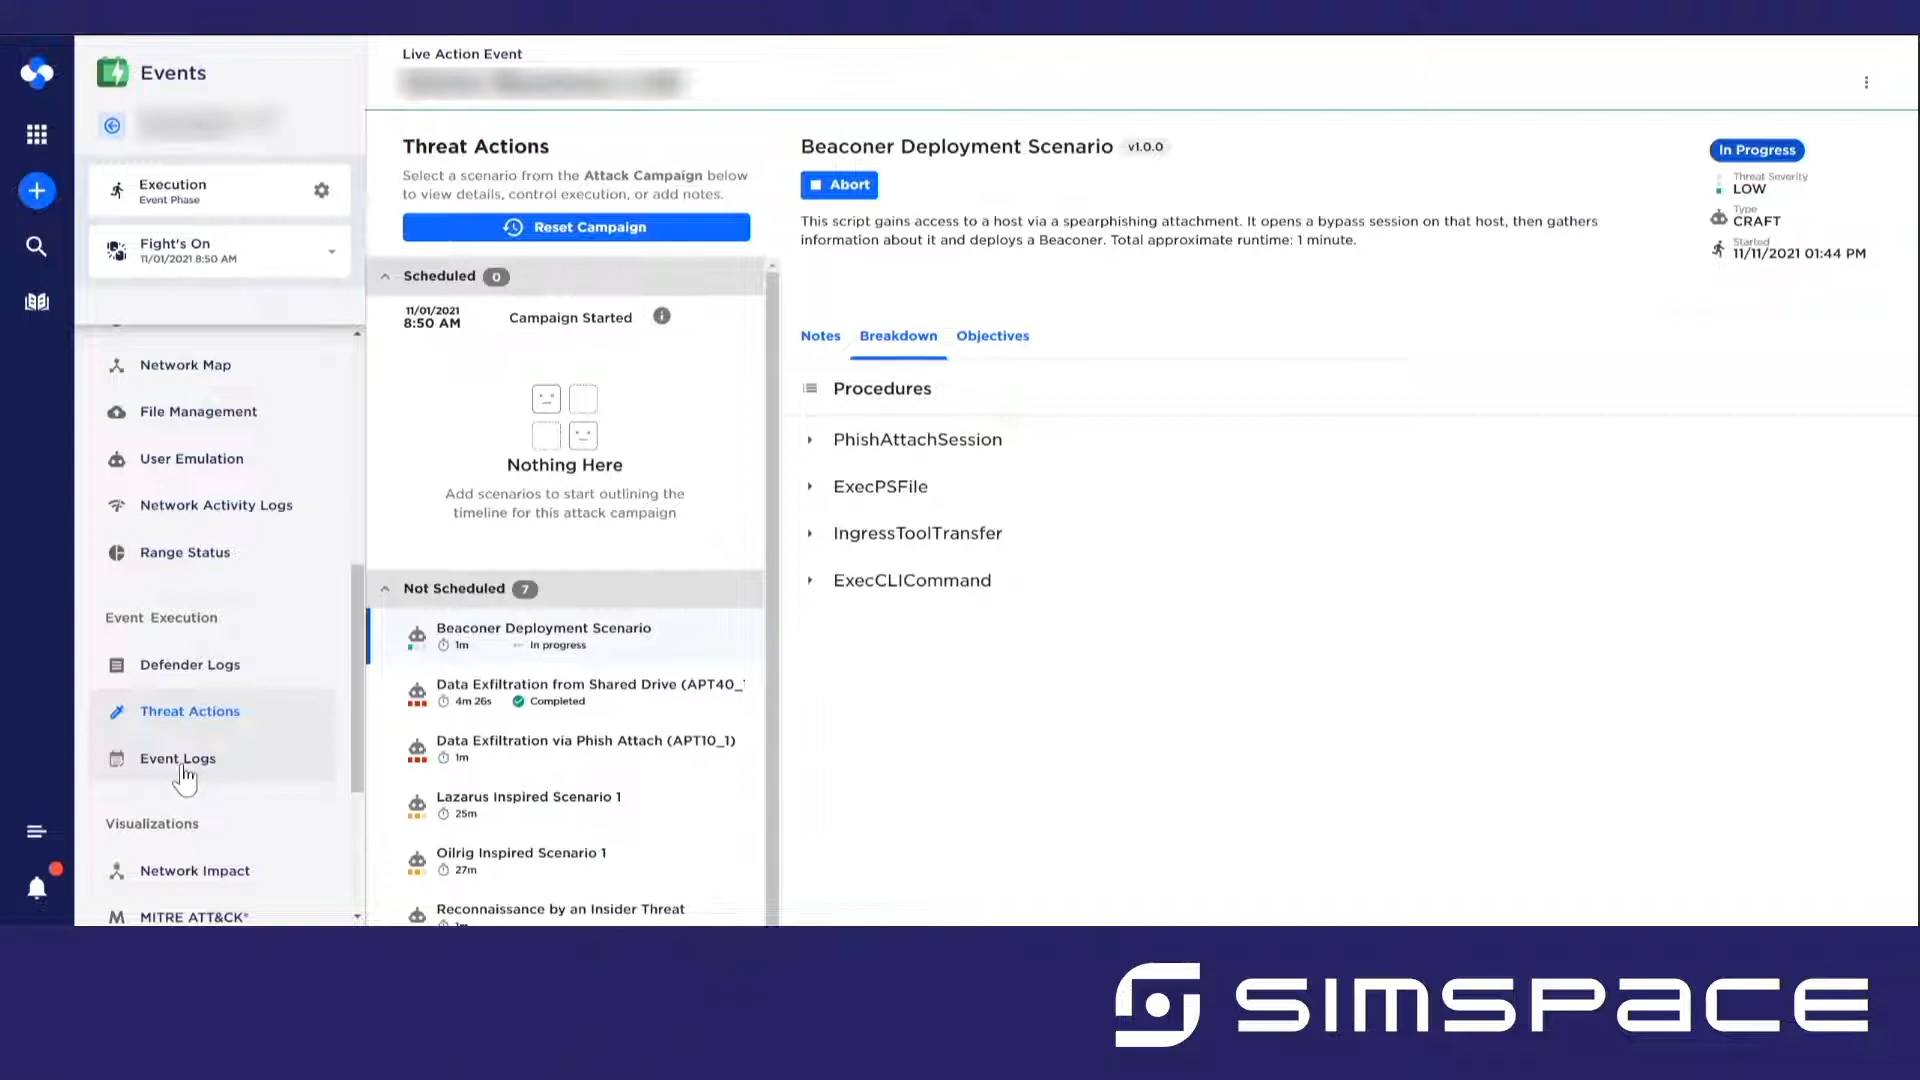 Events
Execution
Event Phase
Fight's On
11/01/2021 8:50 AM
Network Map
File Management
User Emulation
Network Activity Logs
Range Status
Event Execution
Defender Logs
Threat Actions
Event Logs
Visualizations
Network Impact
MITRE ATT&CK®
Live Action Event
Threat Actions
Select a scenario from the Attack Campaign below
to view details, control execution, or add notes.
Reset Campaign
Scheduled 0
11/01/2021
8:50 AM
Campaign Started
Nothing Here
Add scenarios to start outlining the
timeline for this attack campaign
Not Scheduled 7
Beaconer Deployment Scenario
1m In progress
Data Exfiltration from Shared Drive (APT40_1
4m 26s Completed
Data Exfiltration via Phish Attach (APT10_1)
1m
Lazarus Inspired Scenario 1
25m
Oilrig Inspired Scenario 1
27m
Reconnaissance by an Insider Threat
Beaconer Deployment Scenario v1.0.0
Abort
This script gains access to a host via a spearphishing attachment. It opens a bypass session on that host, then gathers
information about it and deploys a Beaconer. Total approximate runtime: 1 minute.
In Progress
Threat Severity
LOW
Type
CRAFT
Started
11/11/2021 01:44 PM
Notes Breakdown Objectives
Procedures
PhishAttachSession
ExecPSFile
IngressToolTransfer
ExecCLICommand
SIMSPACE